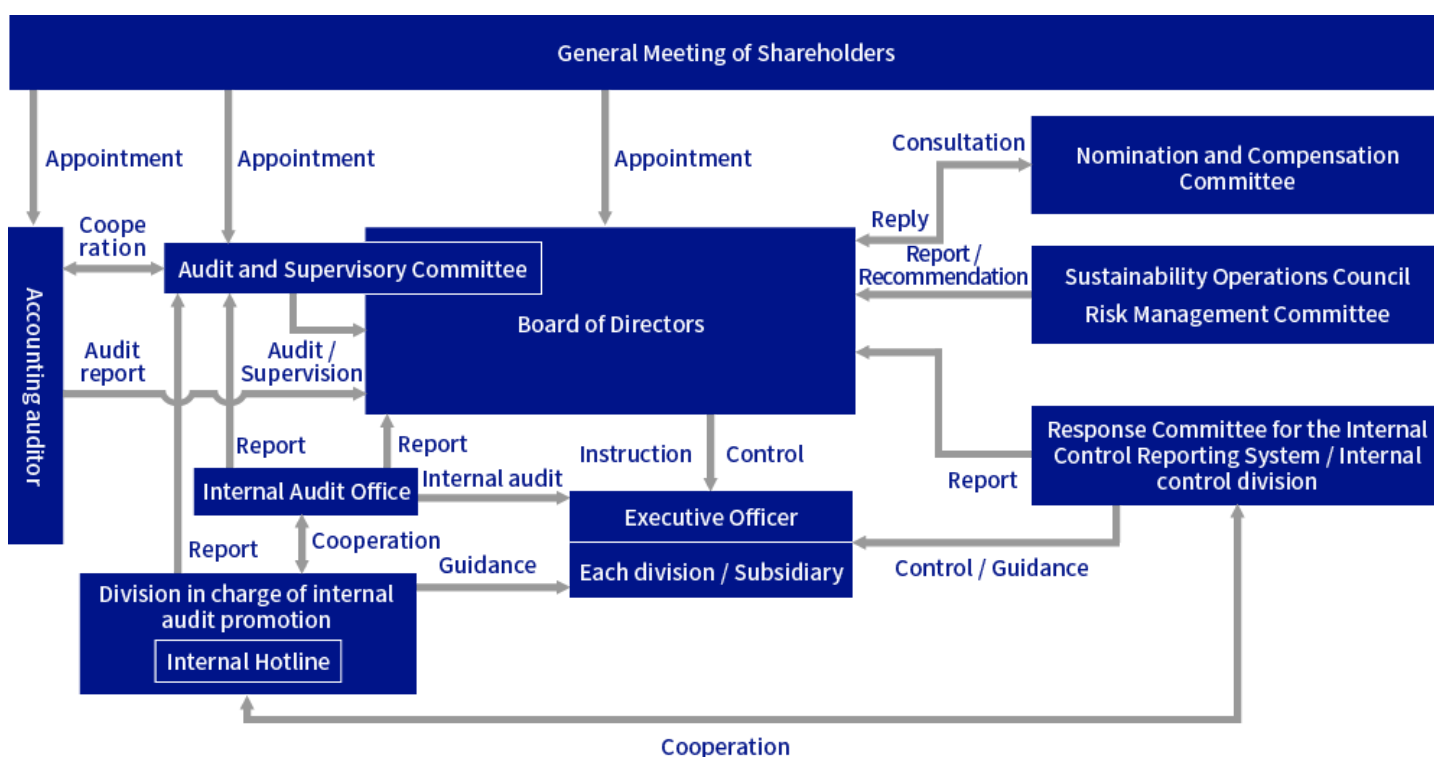 General Meeting of Shareholders
Appointment
Appointment
Appointment
Consultation
Nomination and Compensation
Committee
Reply
Coope
ration
Audit and Supervisory Committee
Report /
Recommendation
Sustainability Operations Council
Risk Management Committee
Board of Directors
Accounting auditor
Audit
report
Audit /
Supervision
Report
Report
Instruction
Control
Response Committee for the Internal
Control Reporting System / Internal
control division
Report
Internal Audit Office
Internal audit
Executive Officer
Report
Cooperation
Guidance
Each division / Subsidiary
Control / Guidance
Division in charge of internal
audit promotion
Internal Hotline
Cooperation